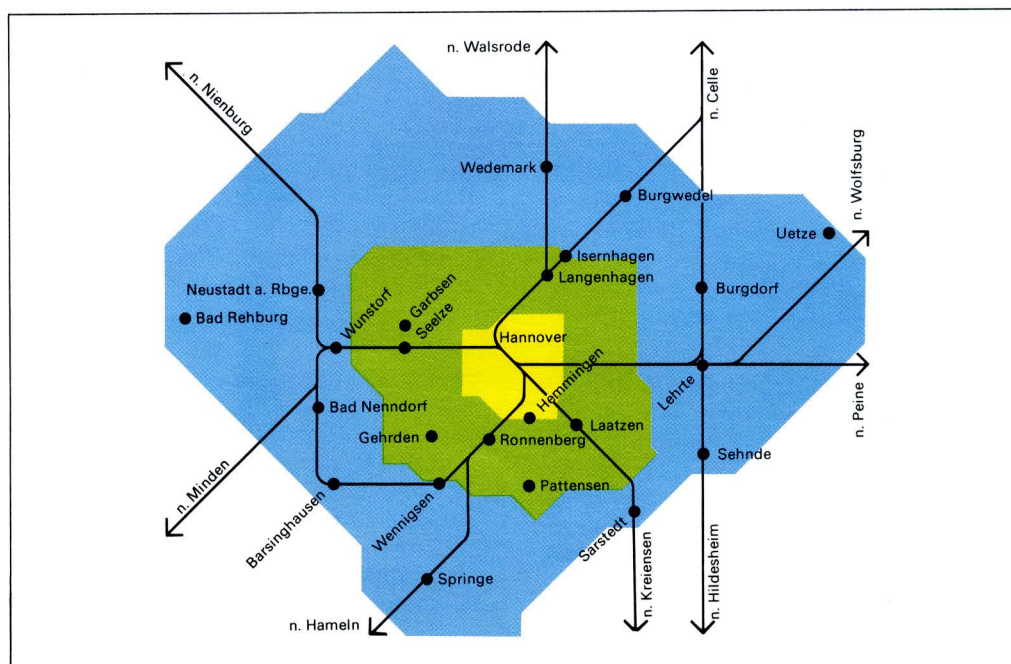 n. Walsrode
n. Nienburg
n. Celle
n. Wolfsburg
Wedemark
Burgwedel
Uetze
Isernhagen
Langenhagen
Neustadt a. Rbge.
Burgdorf
Bad Rehburg
Wunstorf
Garbsen
Seelze
Hannover
Hemmingen
Lehrte
n. Peine
Bad Nenndorf
Gehrden
Ronnenberg
Laatzen
Sehnde
n. Minden
Barsinghausen
Wennigsen
Pattensen
Sarstedt
Springe
n. Kreiensen
n. Hildesheim
n. Hameln